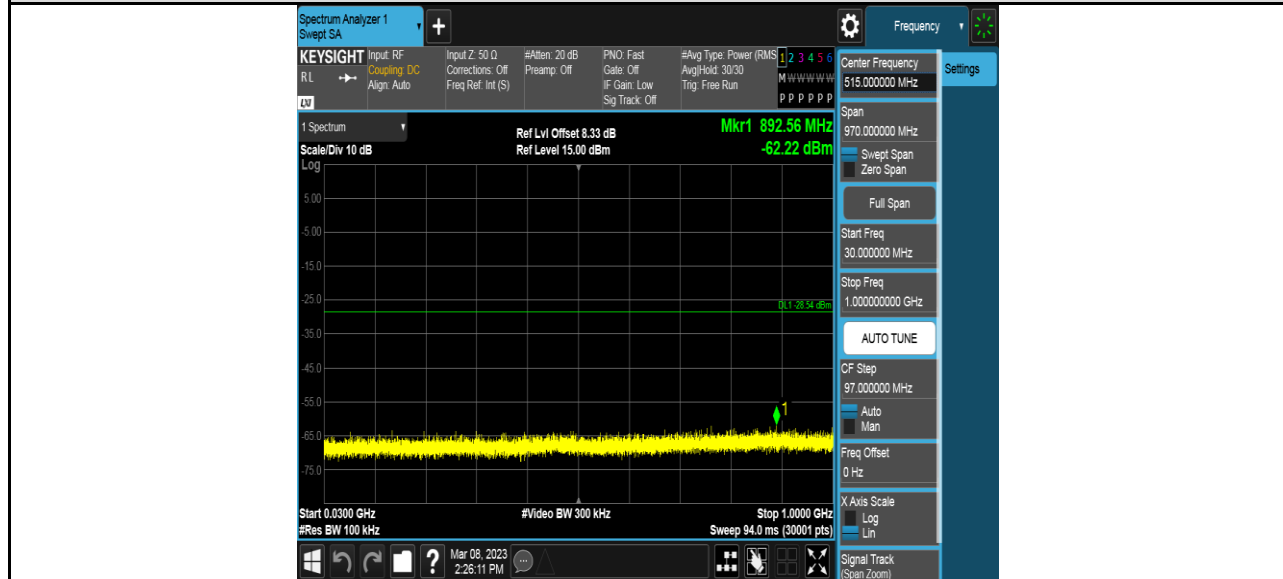 Spectrum Analyzer 1
Swept SA
+
Frequency
KEYSIGHT
RL
LXI
Input: RF
Coupling: DC
Align: Auto
Input Z: 50 Ω
Corrections: Off
Freq Ref: Int (S)
#Atten: 20 dB
Preamp: Off
PNO: Fast
Gate: Off
IF Gain: Low
Sig Track: Off
#Avg Type: Power (RMS
Avg|Hold: 30/30
Trig: Free Run
1 2 3 4 5 6
M W W W W W
P P P P P P
1 Spectrum
Scale/Div 10 dB
Log
Ref Lvl Offset 8.33 dB
Ref Level 15.00 dBm
Mkr1 892.56 MHz
-62.22 dBm
5.00
-5.00
-15.0
-25.0
DL1 -28.54 dBm
-35.0
-45.0
-55.0
1
-65.0
-75.0
Start 0.0300 GHz
#Res BW 100 kHz
#Video BW 300 kHz
Stop 1.0000 GHz
Sweep 94.0 ms (30001 pts)
?
Mar 08, 2023
2:26:11 PM
Center Frequency
515.000000 MHz
Span
970.000000 MHz
Swept Span
Zero Span
Full Span
Start Freq
30.000000 MHz
Stop Freq
1.000000000 GHz
AUTO TUNE
CF Step
97.000000 MHz
Auto
Man
Freq Offset
0 Hz
X Axis Scale
Log
Lin
Signal Track
(Span Zoom)
Settings